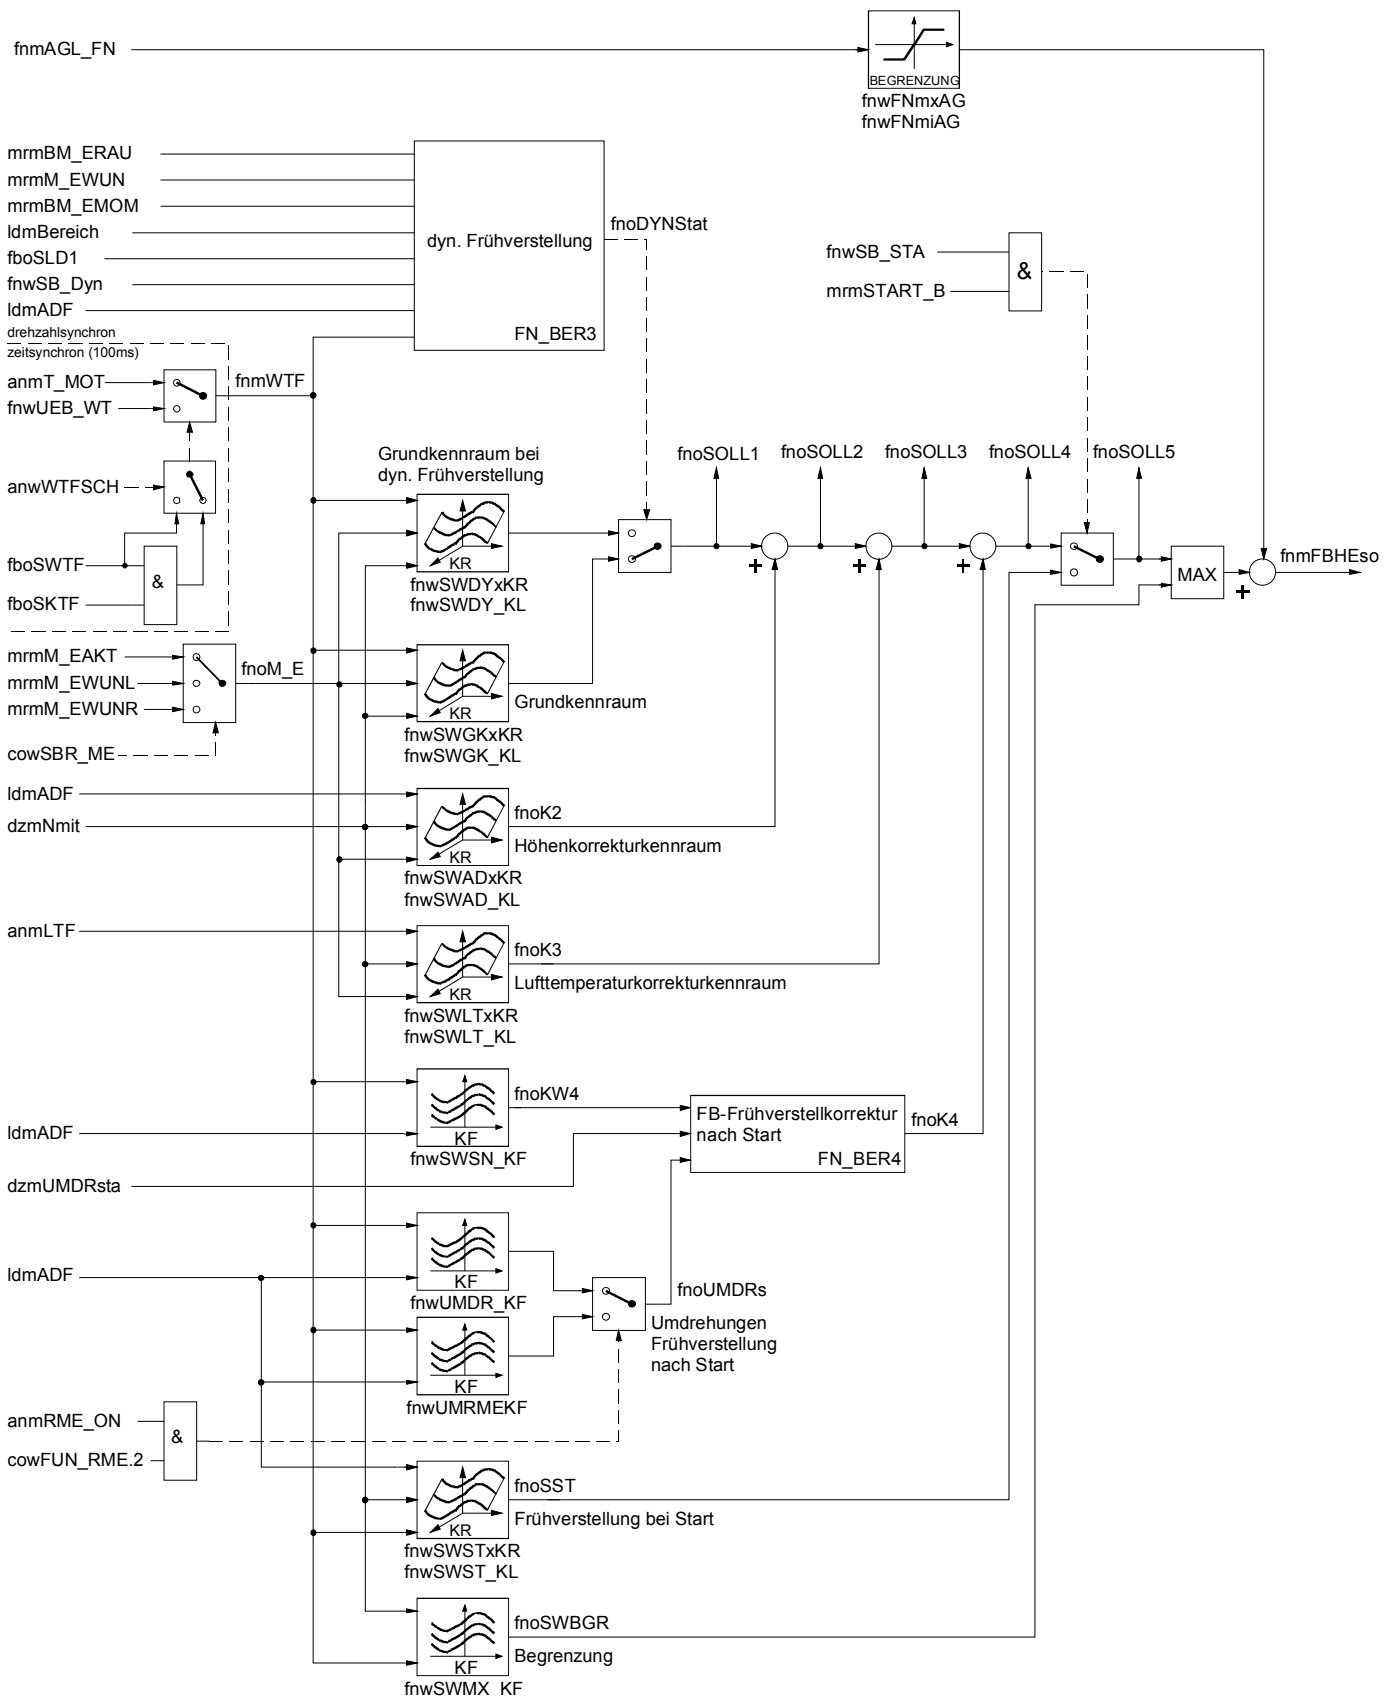 fnmAGL_FN
BEGRENZUNG
fnwFNmxAG
fnwFNmiAG
mrmBM_ERAU
mrmM_EWUN
mrmBM_EMOM
ldmBereich
fboSLD1
fnwSB_Dyn
ldmADF
dyn. Frühverstellung
FN_BER3
fnoDYNStat
fnwSB_STA
mrmSTART_B
&
drehzahlsynchron
zeitsynchron (100ms)
anmT_MOT
fnwUEB_WT
fnmWTF
anwWTFSCH
fboSWTF
fboSKTF
&
Grundkennraum bei
dyn. Frühverstellung
KR
fnwSWDYxKR
fnwSWDY_KL
fnoSOLL1
fnoSOLL2
fnoSOLL3
fnoSOLL4
fnoSOLL5
+
+
+
MAX
+
fnmFBHEso
mrmM_EAKT
mrmM_EWUNL
mrmM_EWUNR
fnoM_E
cowSBR_ME
KR
Grundkennraum
fnwSWGKxKR
fnwSWGK_KL
ldmADF
dzmNmit
KR
fnoK2
Höhenkorrekturkennraum
fnwSWADxKR
fnwSWAD_KL
anmLTF
KR
fnoK3
Lufttemperaturkorrekturkennraum
fnwSWLTxKR
fnwSWLT_KL
ldmADF
KF
fnoKW4
fnwSWSN_KF
FB-Frühverstellkorrektur
nach Start
FN_BER4
fnoK4
dzmUMDRsta
ldmADF
KF
fnwUMDR_KF
KF
fnwUMRMEKF
fnoUMDRs
Umdrehungen
Frühverstellung
nach Start
anmRME_ON
cowFUN_RME.2
&
KR
fnoSST
Frühverstellung bei Start
fnwSWSTxKR
fnwSWST_KL
KF
fnoSWBGR
Begrenzung
fnwSWMX_KF